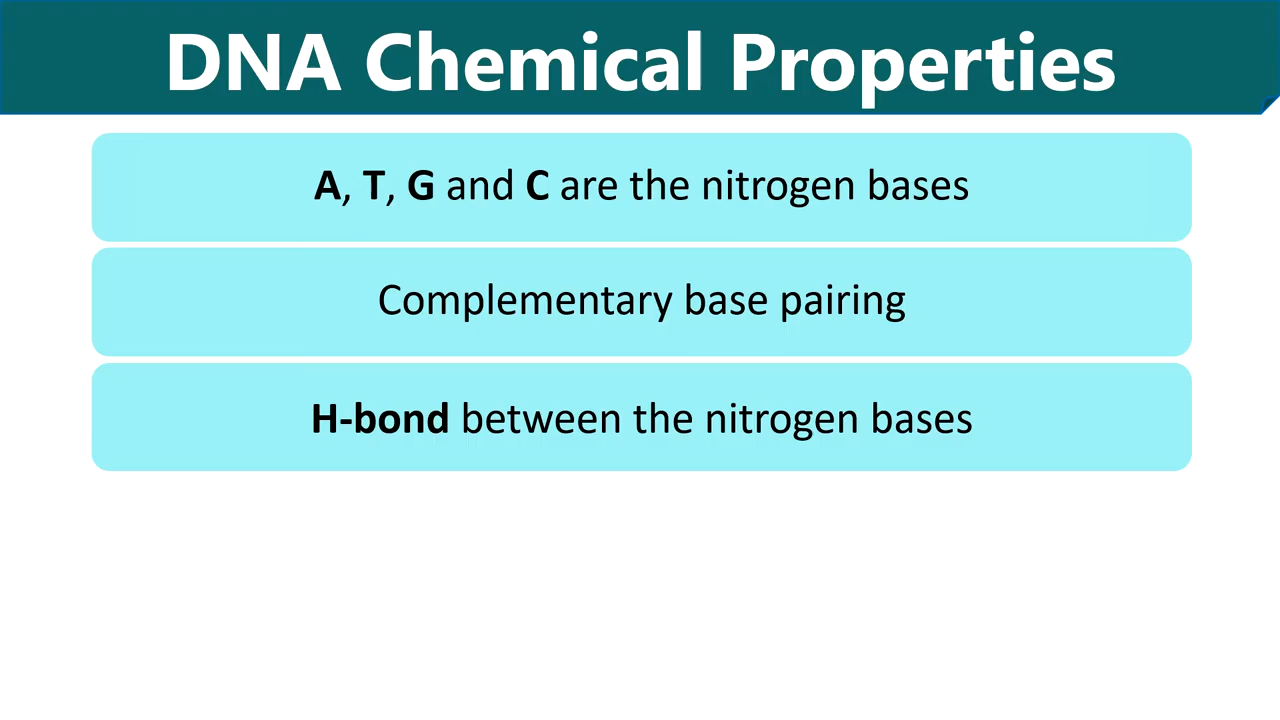 DNA Chemical Properties
A, T, G and C are the nitrogen bases
Complementary base pairing
H-bond between the nitrogen bases